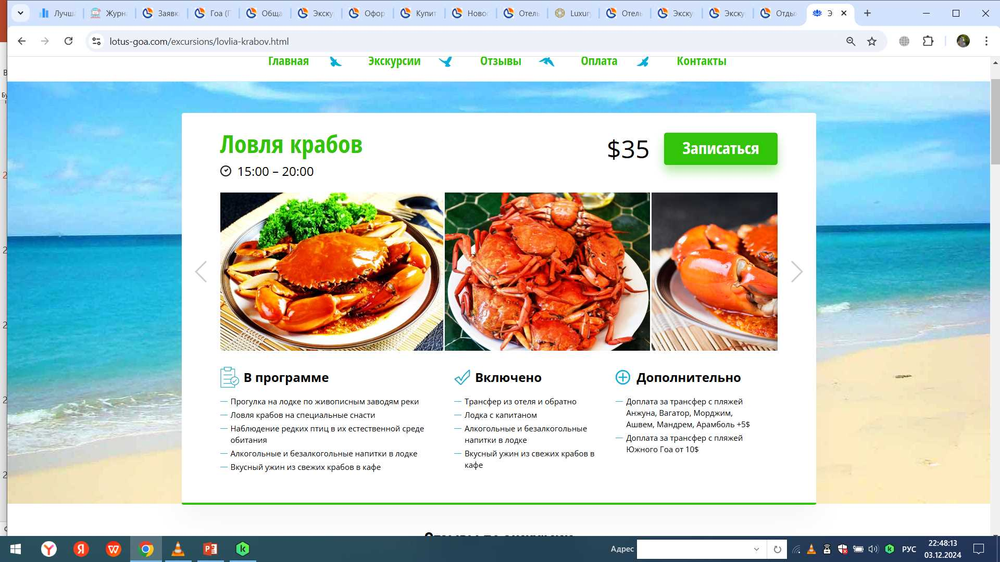 Лучш
Журн
Заявк
Гоа (Г
Обща
Экску
Офор
Купит
Новос
Отель
Luxury
Отель
Экску
Экску
Отды
Э
lotus-goa.com/excursions/lovlia-krabov.html
Главная
Экскурсии
Отзывы
Оплата
Контакты
Ловля крабов
$35
Записаться
15:00 – 20:00
В программе
Прогулка на лодке по живописным заводям реки
Ловля крабов на специальные снасти
Наблюдение редких птиц в их естественной среде
обитания
Алкогольные и безалкогольные напитки в лодке
Вкусный ужин из свежих крабов в кафе
Включено
Трансфер из отеля и обратно
Лодка с капитаном
Алкогольные и безалкогольные
напитки в лодке
Вкусный ужин из свежих крабов в
кафе
Дополнительно
Доплата за трансфер с пляжей
Анжуна, Вагатор, Морджим,
Ашвем, Мандрем, Арамболь +5$
Доплата за трансфер с пляжей
Южного Гоа от 10$
Адрес
РУС
22:48:13
03.12.2024